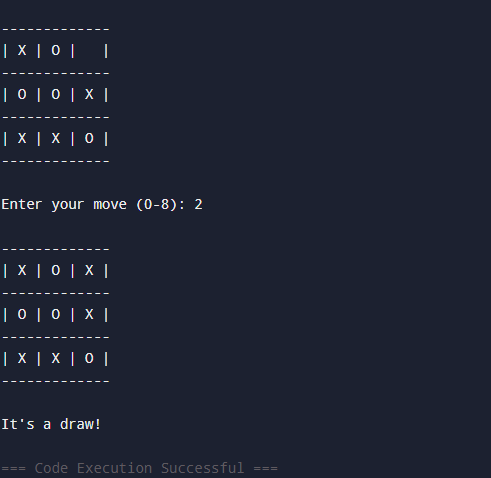 -------------
| X | O |   |
-------------
| O | O | X |
-------------
| X | X | O |
-------------
Enter your move (0-8): 2
-------------
| X | O | X |
-------------
| O | O | X |
-------------
| X | X | O |
-------------
It's a draw!
=== Code Execution Successful ===